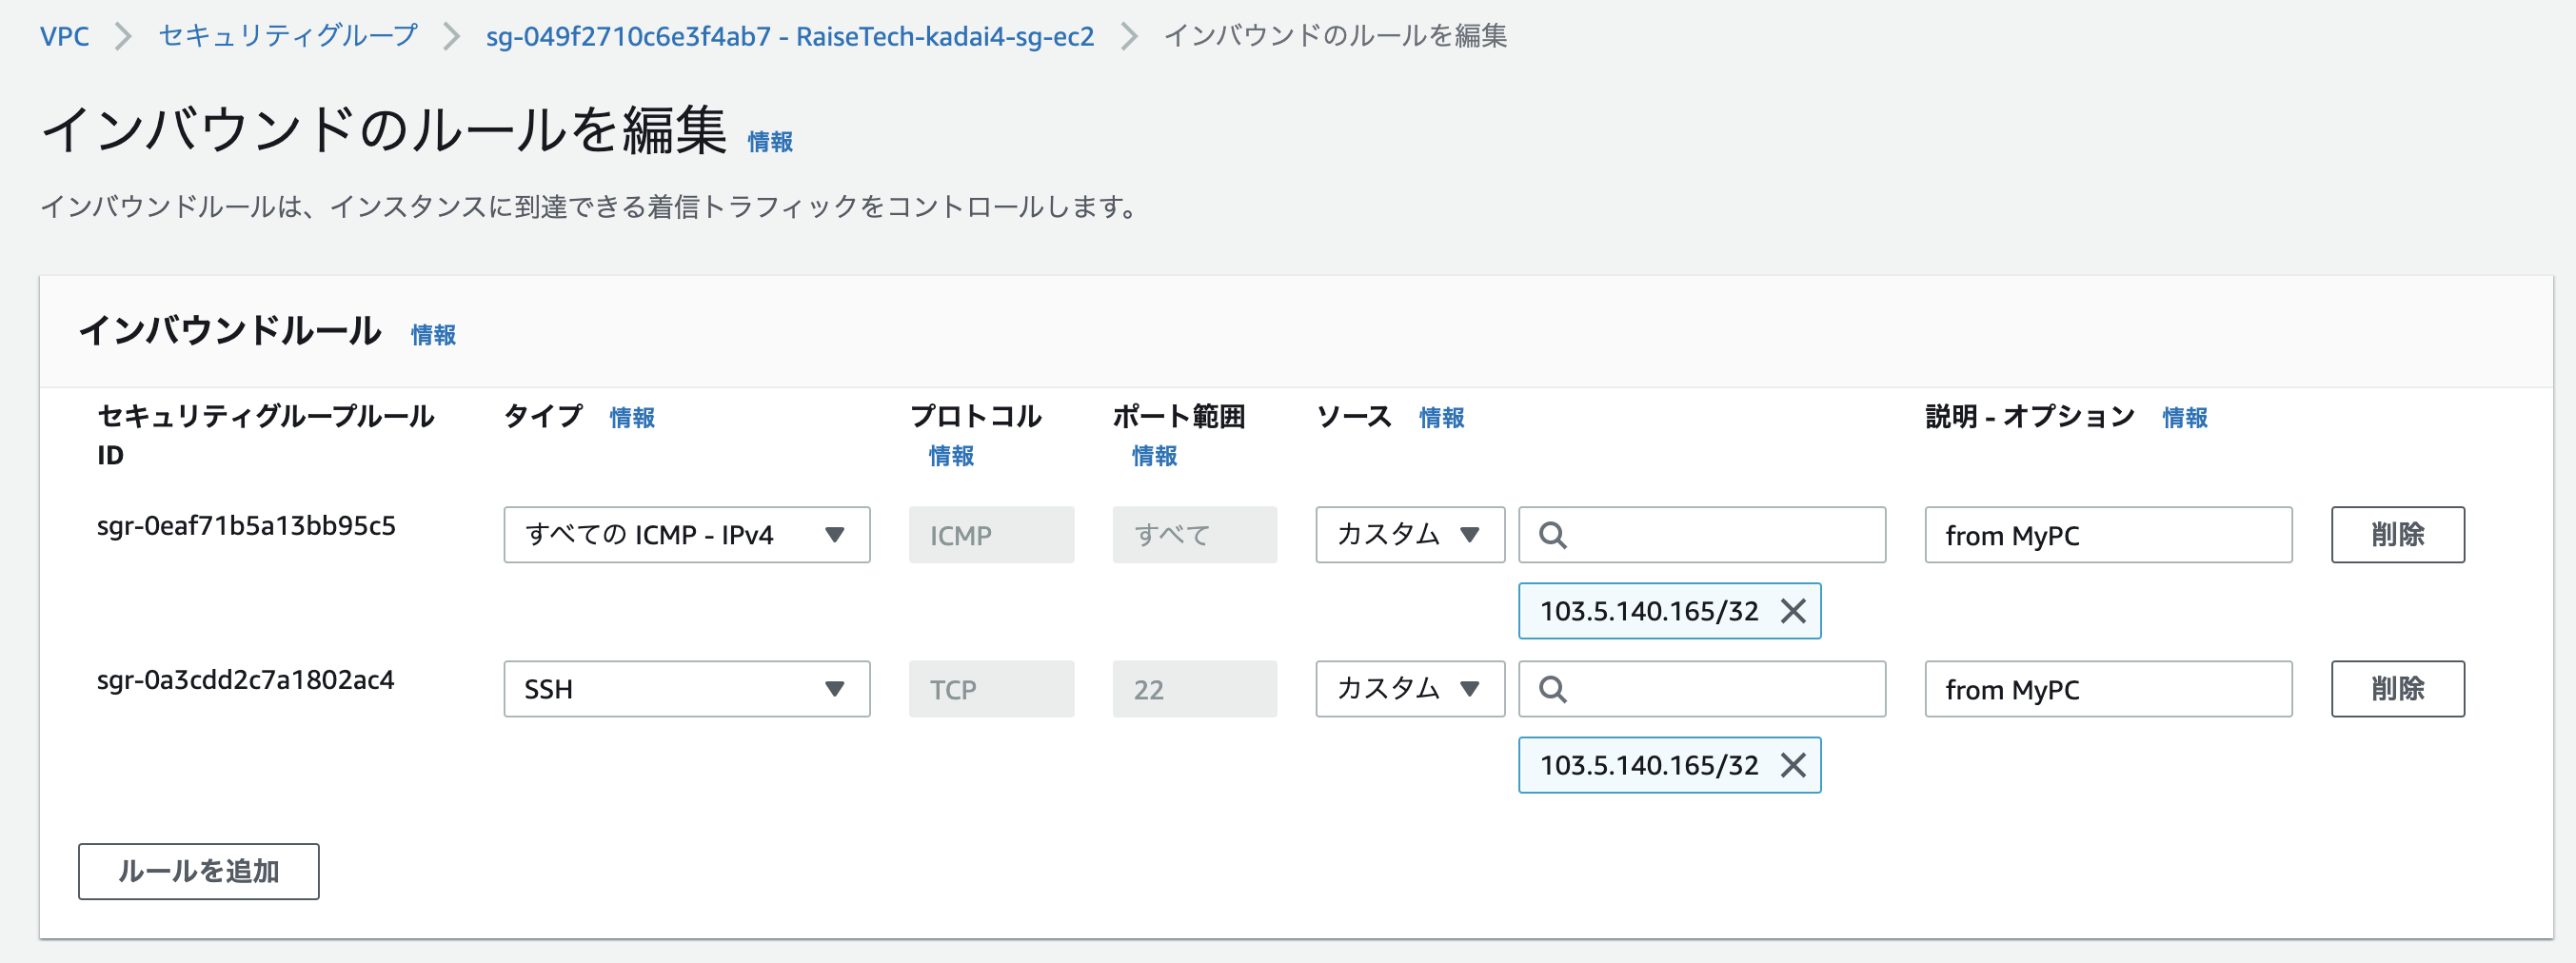 VPC セキュリティグループ sg-049f2710c6e3f4ab7 - RaiseTech-kadai4-sg-ec2 インバウンドのルールを編集
インバウンドのルールを編集 情報
インバウンドルールは、インスタンスに到達できる着信トラフィックをコントロールします。
インバウンドルール 情報
セキュリティグループルール タイプ 情報 プロトコル ポート範囲 ソース 情報 説明 - オプション 情報
ID 情報 情報
sgr-0eaf71b5a13bb95c5 すべての ICMP - IPv4 ICMP すべて カスタム from MyPC 削除
103.5.140.165/32
sgr-0a3cdd2c7a1802ac4 SSH TCP 22 カスタム from MyPC 削除
103.5.140.165/32
ルールを追加